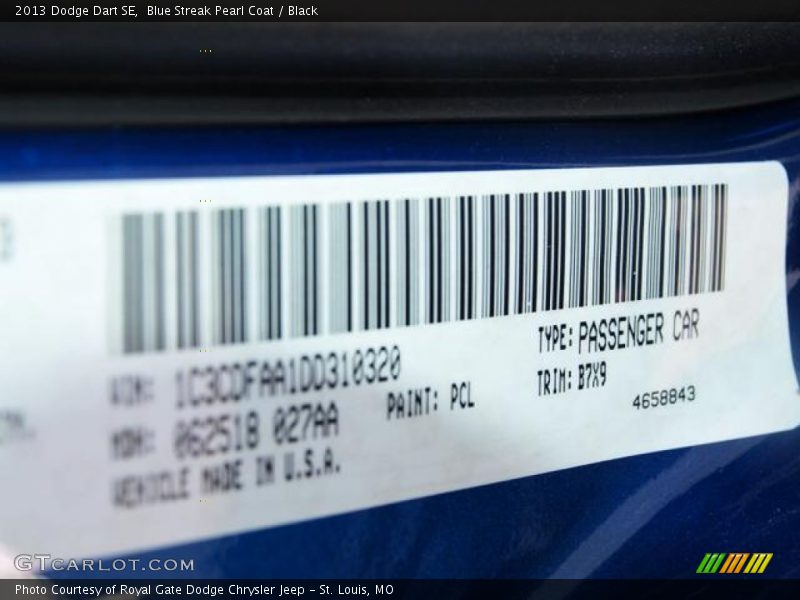 2013 Dodge Dart SE,  Blue Streak Pearl Coat / Black
TYPE: PASSENGER CAR
VIN: 1C3CDFAA1DD310320
TRIM: B7X9
PAINT: PCL
4658843
MDH: 062518 027AA
VEHICLE MADE IN U.S.A.
GTCARLOT.COM
Photo Courtesy of Royal Gate Dodge Chrysler Jeep - St. Louis, MO